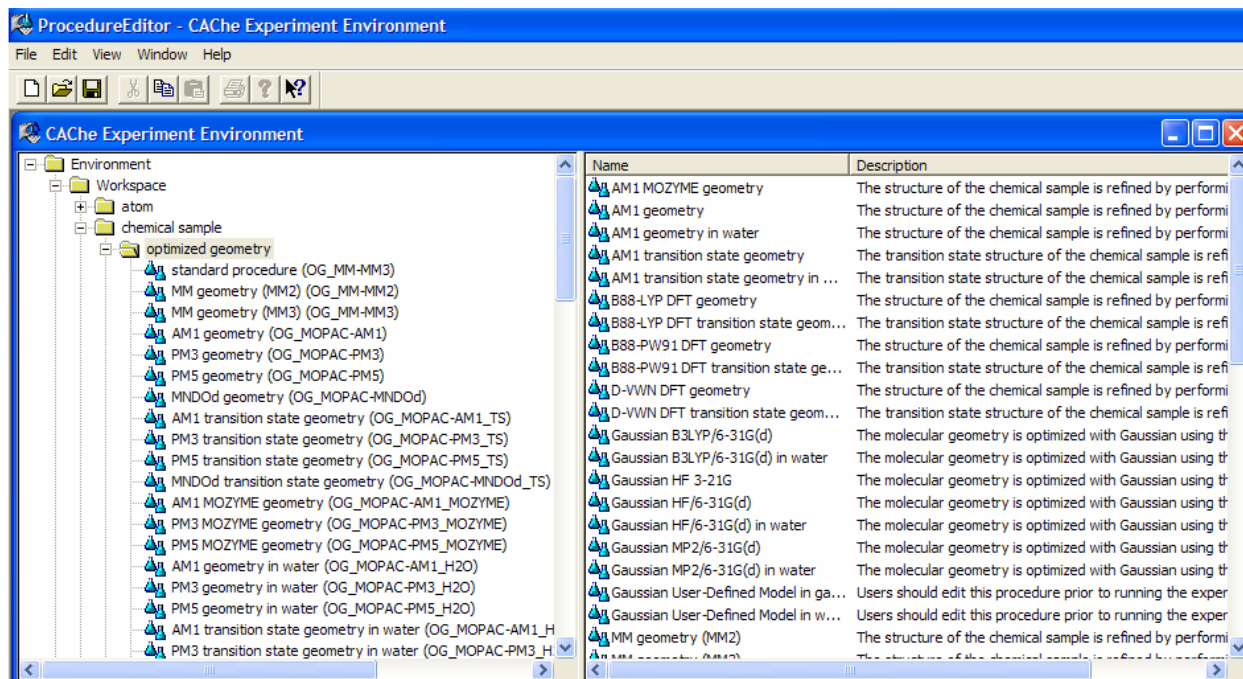 ProcedureEditor - CAChe Experiment Environment
File Edit View Window Help
CAChe Experiment Environment
Environment
Workspace
atom
chemical sample
optimized geometry
standard procedure (OG_MM-MM3)
MM geometry (MM2) (OG_MM-MM2)
MM geometry (MM3) (OG_MM-MM3)
AM1 geometry (OG_MOPAC-AM1)
PM3 geometry (OG_MOPAC-PM3)
PM5 geometry (OG_MOPAC-PM5)
MNDOd geometry (OG_MOPAC-MNDOd)
AM1 transition state geometry (OG_MOPAC-AM1_TS)
PM3 transition state geometry (OG_MOPAC-PM3_TS)
PM5 transition state geometry (OG_MOPAC-PM5_TS)
MNDOd transition state geometry (OG_MOPAC-MNDOd_TS)
AM1 MOZYME geometry (OG_MOPAC-AM1_MOZYME)
PM3 MOZYME geometry (OG_MOPAC-PM3_MOZYME)
PM5 MOZYME geometry (OG_MOPAC-PM5_MOZYME)
AM1 geometry in water (OG_MOPAC-AM1_H2O)
PM3 geometry in water (OG_MOPAC-PM3_H2O)
PM5 geometry in water (OG_MOPAC-PM5_H2O)
AM1 transition state geometry in water (OG_MOPAC-AM1_H
PM3 transition state geometry in water (OG_MOPAC-PM3_H
Name Description
AM1 MOZYME geometry The structure of the chemical sample is refined by performi
AM1 geometry The structure of the chemical sample is refined by performi
AM1 geometry in water The structure of the chemical sample is refined by performi
AM1 transition state geometry The transition state structure of the chemical sample is refi
AM1 transition state geometry in ... The transition state structure of the chemical sample is refi
B88-LYP DFT geometry The structure of the chemical sample is refined by performi
B88-LYP DFT transition state geom... The transition state structure of the chemical sample is refi
B88-PW91 DFT geometry The structure of the chemical sample is refined by performi
B88-PW91 DFT transition state ge... The transition state structure of the chemical sample is refi
D-VWN DFT geometry The structure of the chemical sample is refined by performi
D-VWN DFT transition state geom... The transition state structure of the chemical sample is refi
Gaussian B3LYP/6-31G(d) The molecular geometry is optimized with Gaussian using th
Gaussian B3LYP/6-31G(d) in water The molecular geometry is optimized with Gaussian using th
Gaussian HF 3-21G The molecular geometry is optimized with Gaussian using th
Gaussian HF/6-31G(d) The molecular geometry is optimized with Gaussian using th
Gaussian HF/6-31G(d) in water The molecular geometry is optimized with Gaussian using th
Gaussian MP2/6-31G(d) The molecular geometry is optimized with Gaussian using th
Gaussian MP2/6-31G(d) in water The molecular geometry is optimized with Gaussian using th
Gaussian User-Defined Model in ga... Users should edit this procedure prior to running the exper
Gaussian User-Defined Model in w... Users should edit this procedure prior to running the exper
MM geometry (MM2) The structure of the chemical sample is refined by performi